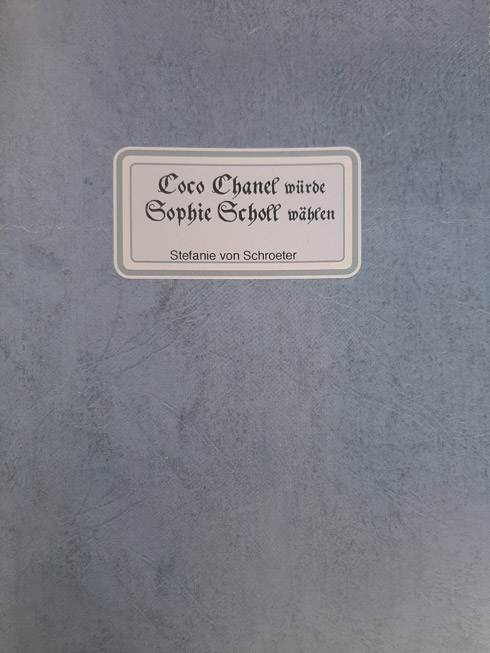 Coco Chanel würde
Sophie Scholl wählen
Stefanie von Schroeter